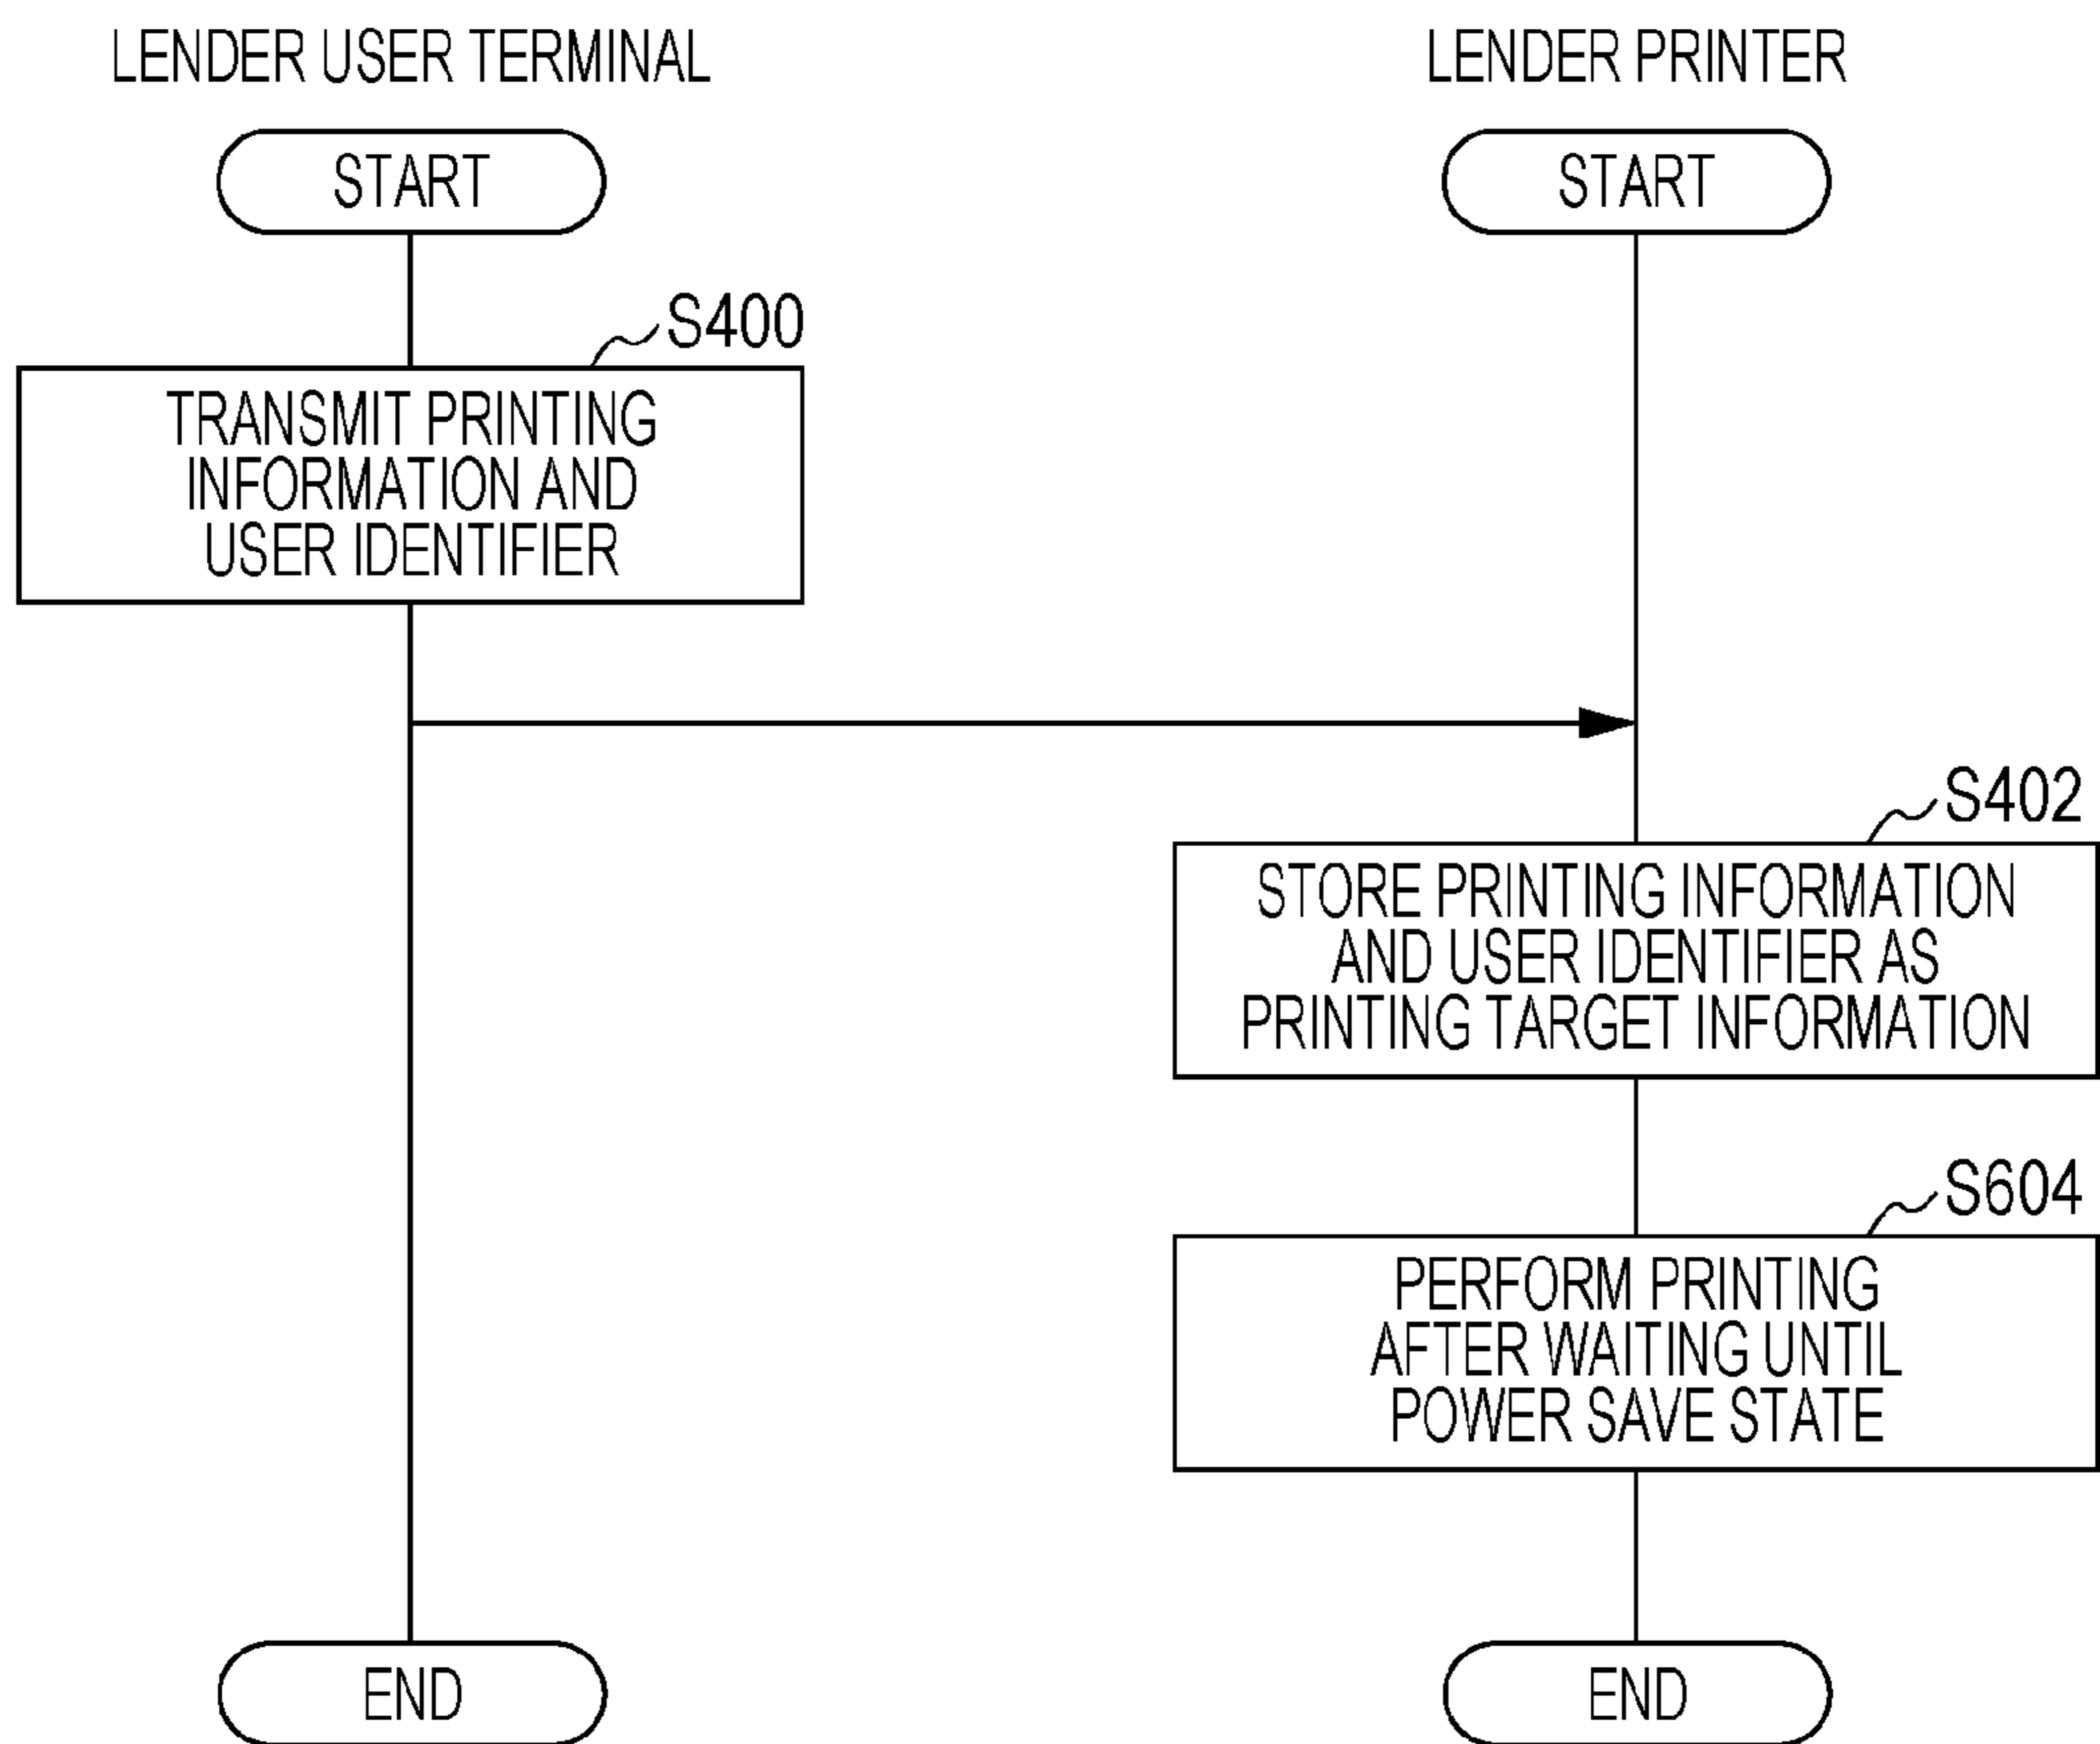 LENDER USER TERMINAL
LENDER PRINTER
START
START
S400
TRANSMIT PRINTING
INFORMATION AND
USER IDENTIFIER
S402
STORE PRINTING INFORMATION
AND USER IDENTIFIER AS
PRINTING TARGET INFORMATION
S604
PERFORM PRINTING
AFTER WAITING UNTIL
POWER SAVE STATE
END
END